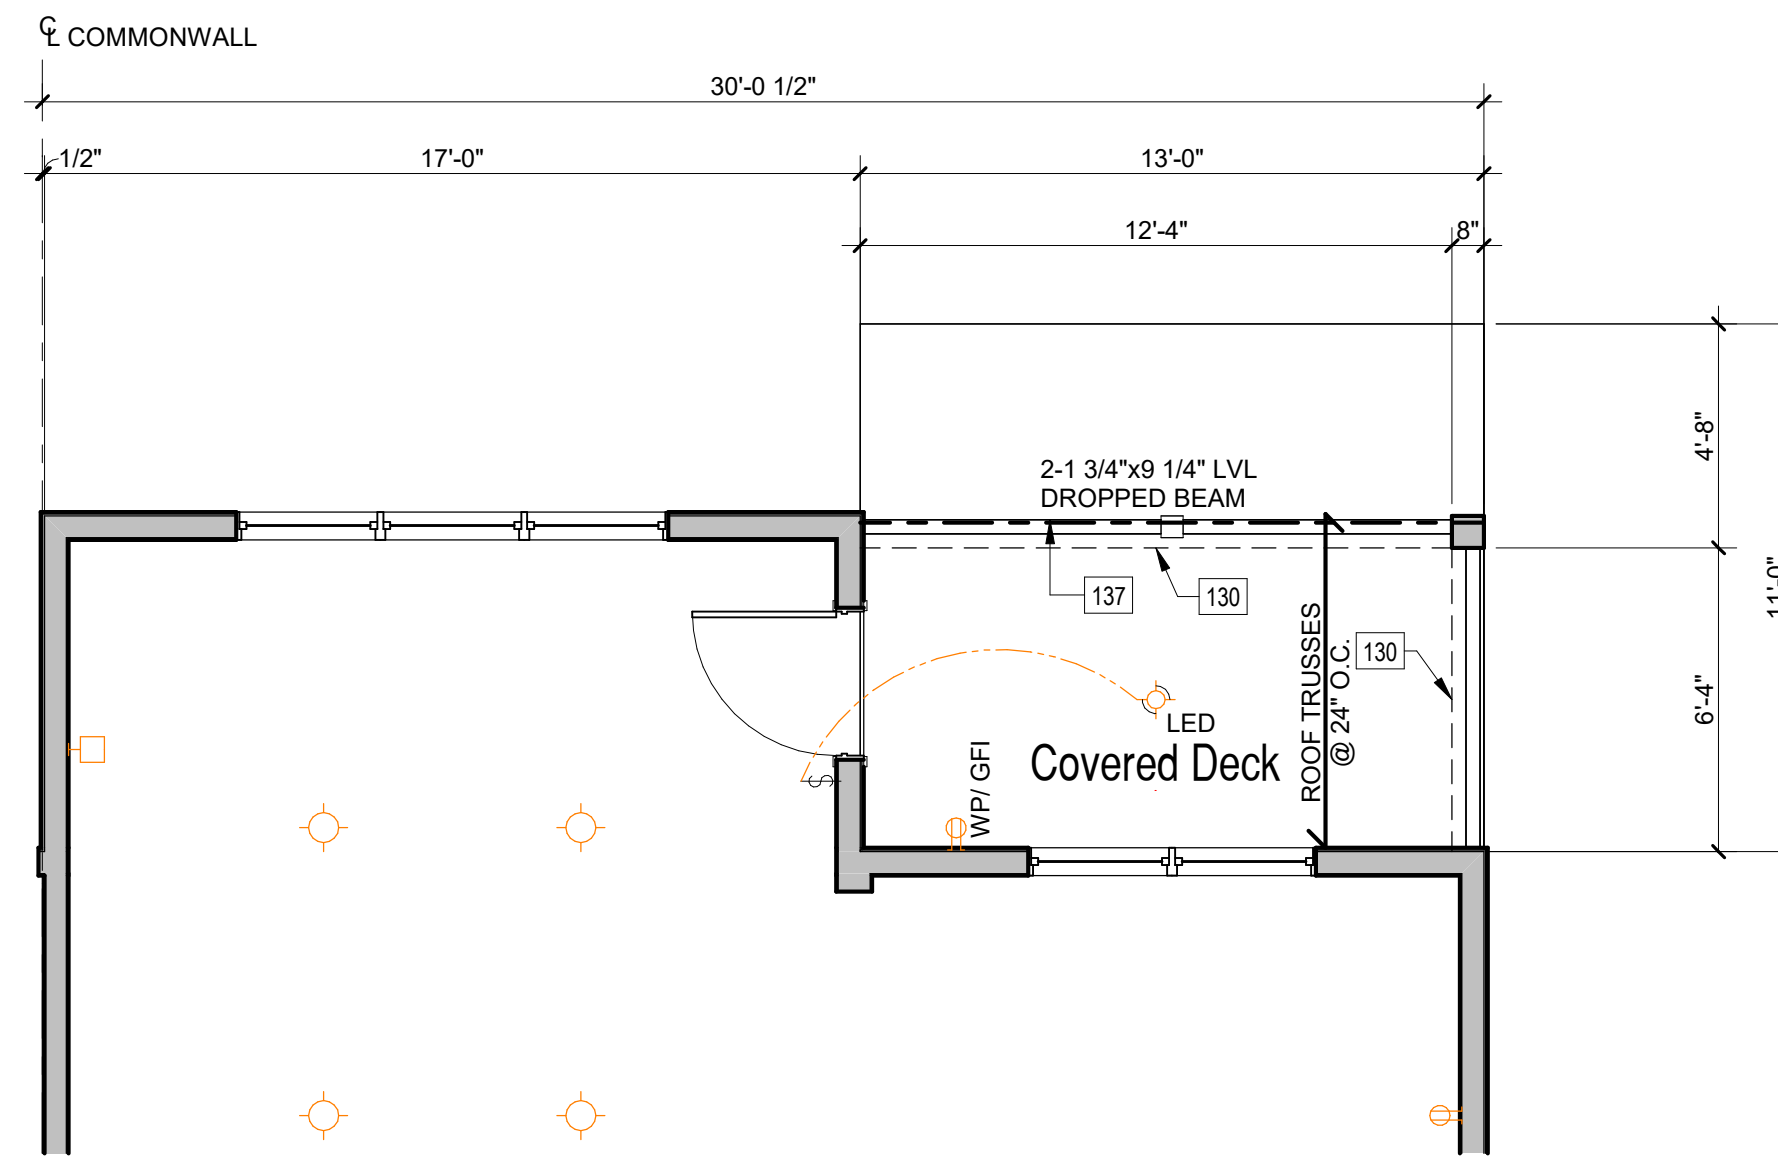 ℄ COMMONWALL
30'-0 1/2"
1/2"
17'-0"
13'-0"
12'-4"
8"
4'-8"
2-1 3/4"x9 1/4" LVL
DROPPED BEAM
11'-0"
137
130
ROOF TRUSSES
@ 24" O.C.
130
6'-4"
LED
WP/ GFI
Covered Deck
$